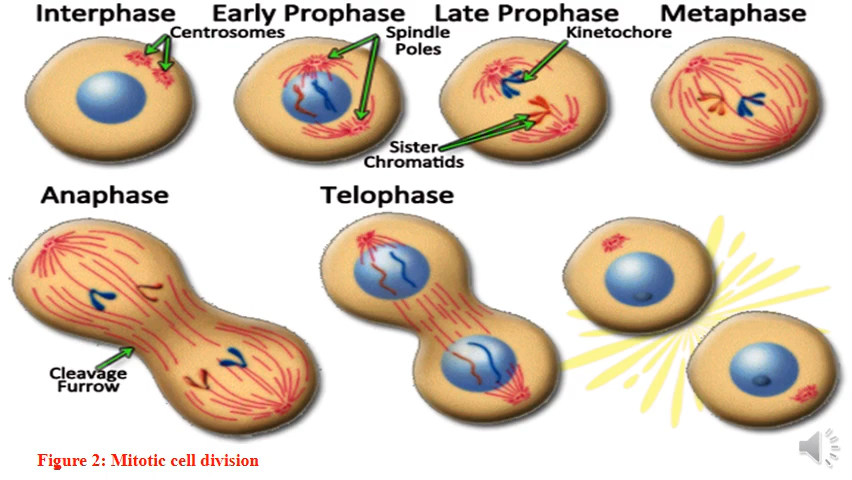 Interphase
Early Prophase
Late Prophase
Metaphase
Centrosomes
Spindle
Poles
Kinetochore
Sister
Chromatids
Anaphase
Telophase
Cleavage
Furrow
Figure 2: Mitotic cell division